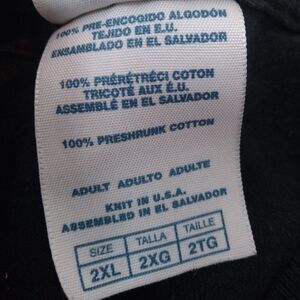 100% PRE-ENCOGIDO ALGODÓN
TEJIDO EN E.U.
ENSAMBLADO EN EL SALVADOR
100% PRÉRÉTRÉCI COTON
TRICOTÉ AUX É.U.
ASSEMBLÉ EN EL SALVADOR
100% PRESHRUNK COTTON
ADULT ADULTO ADULTE
KNIT IN U.S.A.
ASSEMBLED IN EL SALVADOR
SIZE TALLA TAILLE
2XL 2XG 2TG